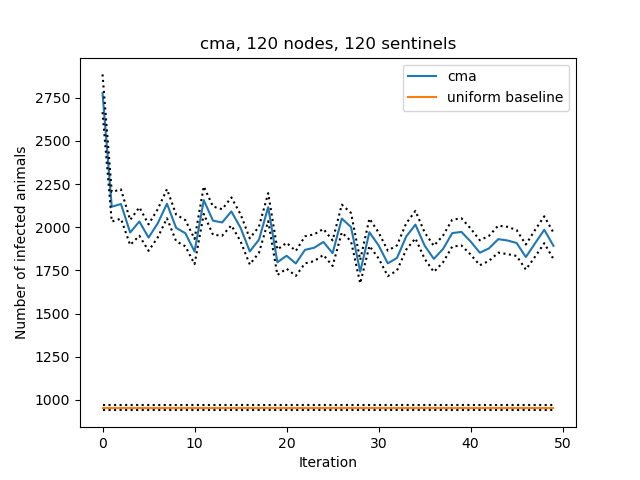 cma, 120 nodes, 120 sentinels
cma
uniform baseline
Number of infected animals
2750
2500
2250
2000
1750
1500
1250
1000
0 10 20 30 40 50
Iteration